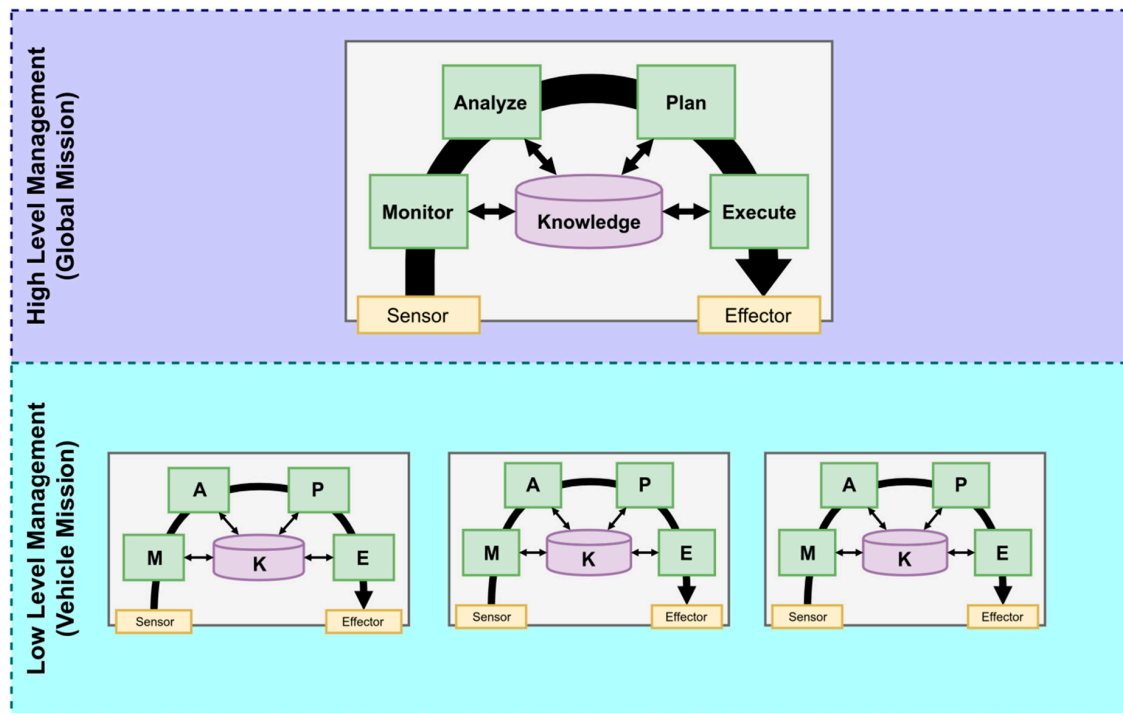 High Level Management
(Global Mission)
Analyze
Plan
Monitor
Knowledge
Execute
Sensor
Effector
Low Level Management
(Vehicle Mission)
A
P
M
K
E
Sensor
Effector
A
P
M
K
E
Sensor
Effector
A
P
M
K
E
Sensor
Effector